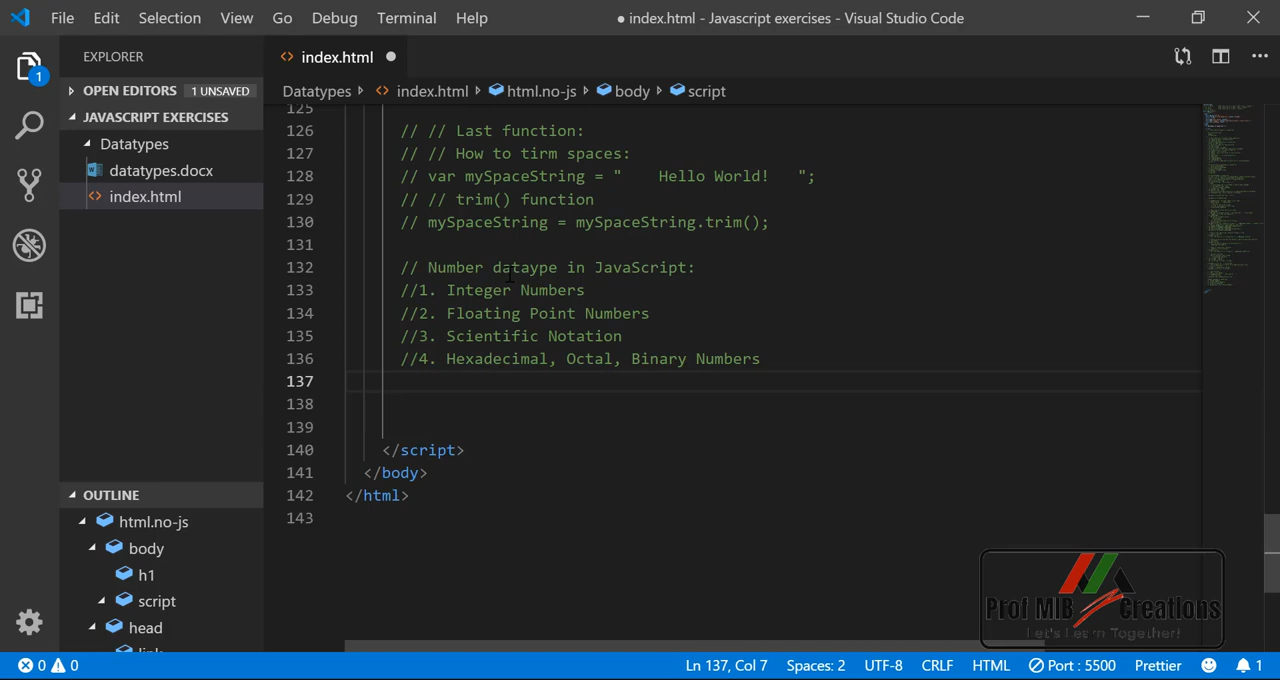 File Edit Selection View Go Debug Terminal Help ● index.html - Javascript exercises - Visual Studio Code
EXPLORER
index.html
1
OPEN EDITORS 1 UNSAVED
Datatypes index.html html.no-js body script
JAVASCRIPT EXERCISES
Datatypes
datatypes.docx
index.html
125
126 // // Last function:
127 // // How to tirm spaces:
128 // var mySpaceString = "    Hello World!   ";
129 // // trim() function
130 // mySpaceString = mySpaceString.trim();
131
132 // Number dataype in JavaScript:
133 //1. Integer Numbers
134 //2. Floating Point Numbers
135 //3. Scientific Notation
136 //4. Hexadecimal, Octal, Binary Numbers
137
138
139
140 </script>
141 </body>
142 </html>
143
OUTLINE
html.no-js
body
h1
script
head
link
Prof MIB Creations
Let's Learn Together!
0 0 Ln 137, Col 7 Spaces: 2 UTF-8 CRLF HTML Port : 5500 Prettier 1